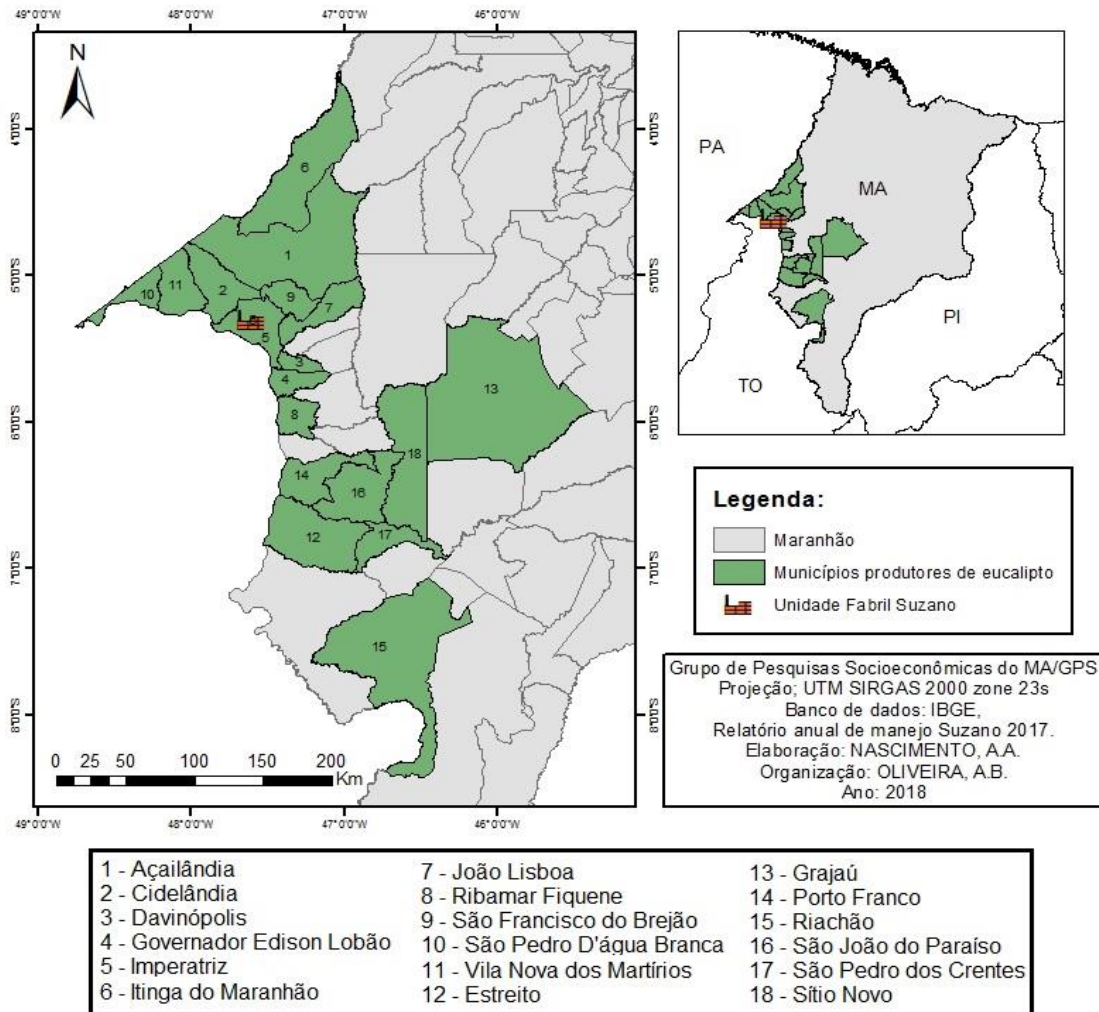 49°0'0"W
48°0'0"W
47°0'0"W
46°0'0"W
N
4°0'0"S
5°0'0"S
6°0'0"S
7°0'0"S
8°0'0"S
6
1
10
11
2
9
7
5
3
4
8
13
18
14
16
12
17
15
0 25 50 100 150 200
Km
4°0'0"S
5°0'0"S
6°0'0"S
7°0'0"S
8°0'0"S
49°0'0"W
48°0'0"W
47°0'0"W
46°0'0"W
PA
MA
PI
TO
Legenda:
Maranhão
Municípios produtores de eucalipto
Unidade Fabril Suzano
Grupo de Pesquisas Socioeconômicas do MA/GPS
Projeção; UTM SIRGAS 2000 zone 23s
Banco de dados: IBGE,
Relatório anual de manejo Suzano 2017.
Elaboração: NASCIMENTO, A.A.
Organização: OLIVEIRA, A.B.
Ano: 2018
1 - Açailândia
2 - Cidelândia
3 - Davinópolis
4 - Governador Edison Lobão
5 - Imperatriz
6 - Itinga do Maranhão
7 - João Lisboa
8 - Ribamar Fiquene
9 - São Francisco do Brejão
10 - São Pedro D'água Branca
11 - Vila Nova dos Martírios
12 - Estreito
13 - Grajaú
14 - Porto Franco
15 - Riachão
16 - São João do Paraíso
17 - São Pedro dos Crentes
18 - Sítio Novo